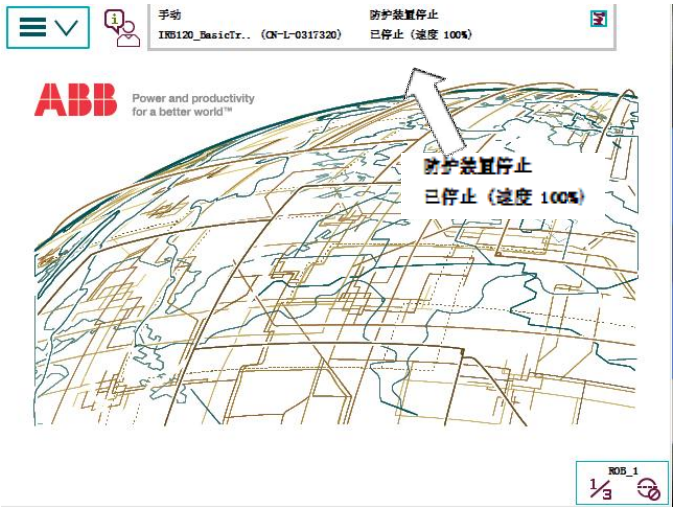 手动
防护装置停止
IRB120_BasicTr.. (CN-L-0317320)
已停止 (速度 100%)
ABB
Power and productivity
for a better world™
防护装置停止
已停止 (速度 100%)
ROB_1
1/3